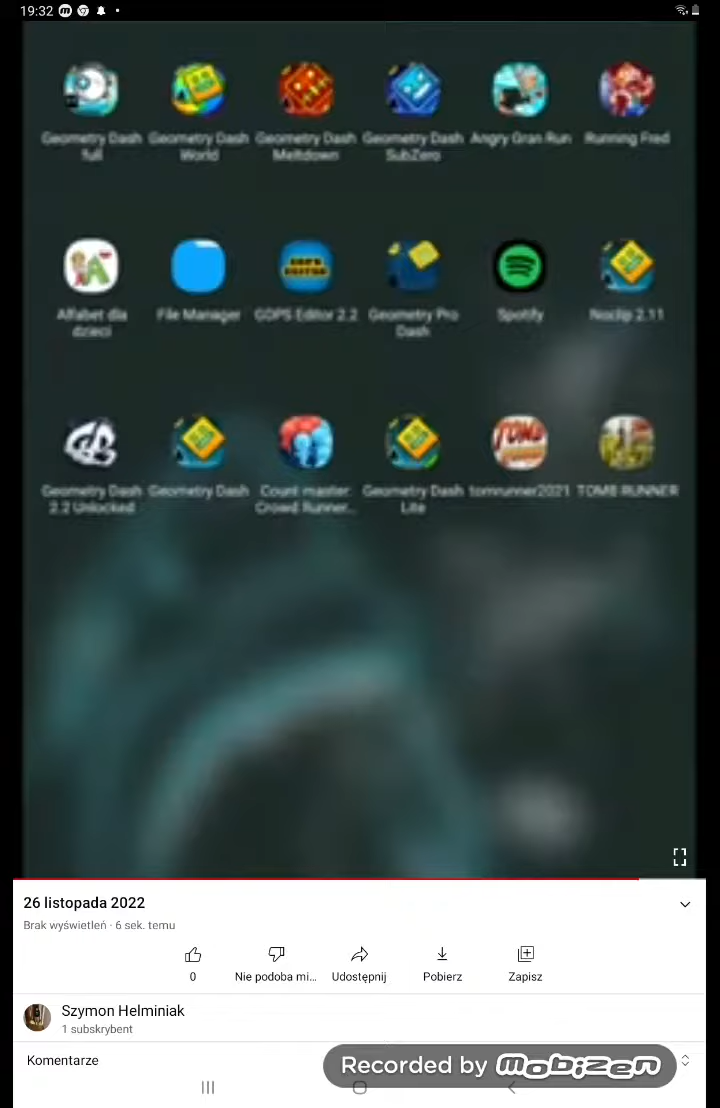 19:32
Geometry Dash full
Geometry Dash World
Geometry Dash Meltdown
Geometry Dash SubZero
Angry Gran Run
Running Fred
Alfabet dla dzieci
File Manager
GDPS Editor 2.2
Geometry Pro Dash
Spotify
Noclip 2.11
Geometry Dash 2.2 Unlocked
Geometry Dash
Count master: Crowd Runner...
Geometry Dash Lite
tomrunner2021
TOMB RUNNER
26 listopada 2022
Brak wyświetleń · 6 sek. temu
0
Nie podoba mi...
Udostępnij
Pobierz
Zapisz
Szymon Helminiak
1 subskrybent
Komentarze
Recorded by mobizen